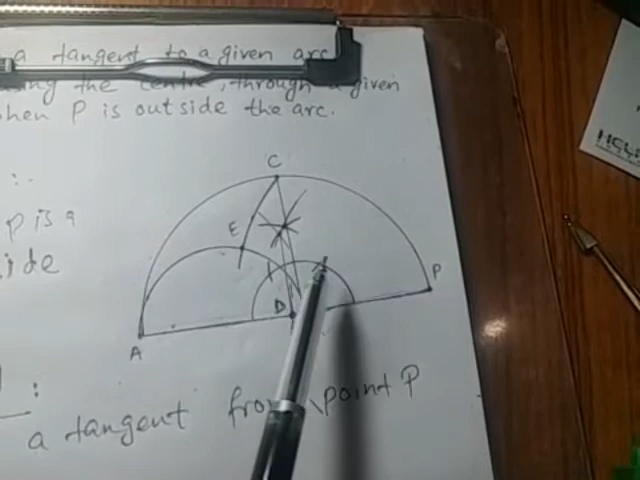 a tangent to a given arc
the centre, through a given
when P is outside the arc.
C
P is a
E
ide
P
D
A
:
a tangent from point P